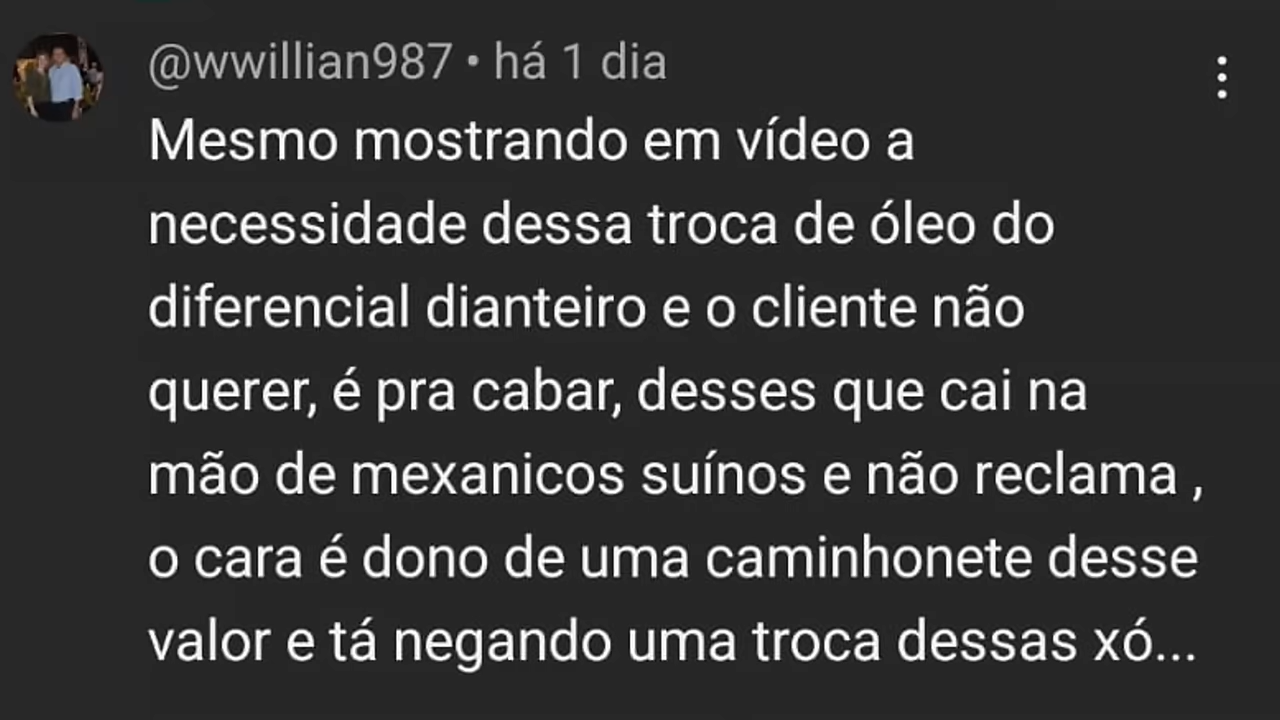 @wwillian987 • há 1 dia
Mesmo mostrando em vídeo a
necessidade dessa troca de óleo do
diferencial dianteiro e o cliente não
querer, é pra cabar, desses que cai na
mão de mexanicos suínos e não reclama ,
o cara é dono de uma caminhonete desse
valor e tá negando uma troca dessas xó...